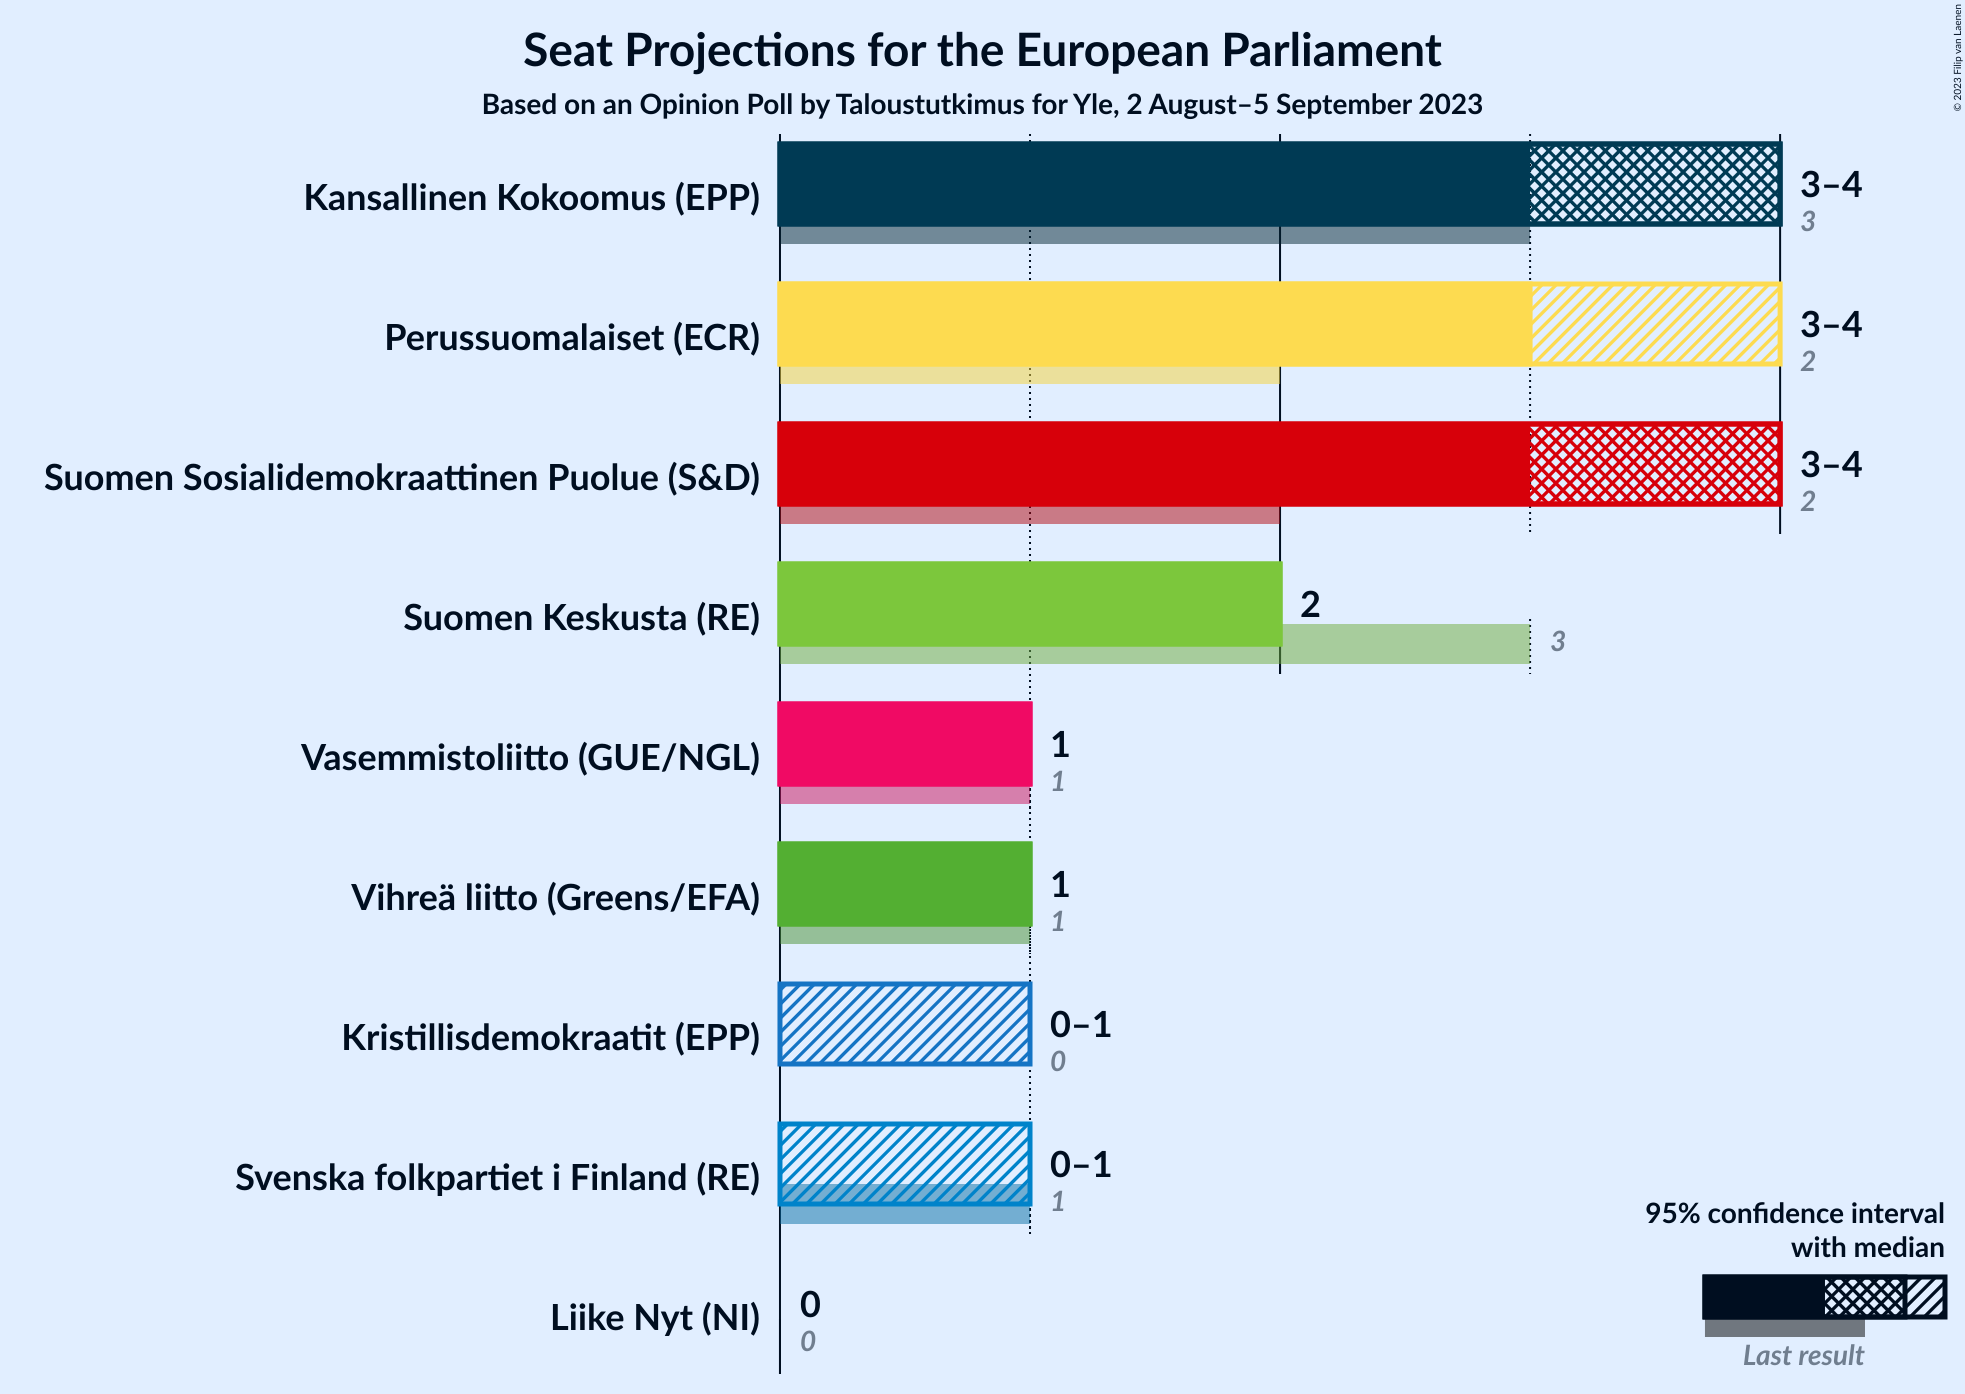 Seat Projections for the European Parliament
Based on an Opinion Poll by Taloustutkimus for Yle, 2 August–5 September 2023
© 2023 Filip van Laenen
Kansallinen Kokoomus (EPP)
3–4
3
Perussuomalaiset (ECR)
3–4
2
Suomen Sosialidemokraattinen Puolue (S&D)
3–4
2
Suomen Keskusta (RE)
2
3
Vasemmistoliitto (GUE/NGL)
1
1
Vihreä liitto (Greens/EFA)
1
1
Kristillisdemokraatit (EPP)
0–1
0
Svenska folkpartiet i Finland (RE)
0–1
1
Liike Nyt (NI)
0
0
95% confidence interval
with median
Last result